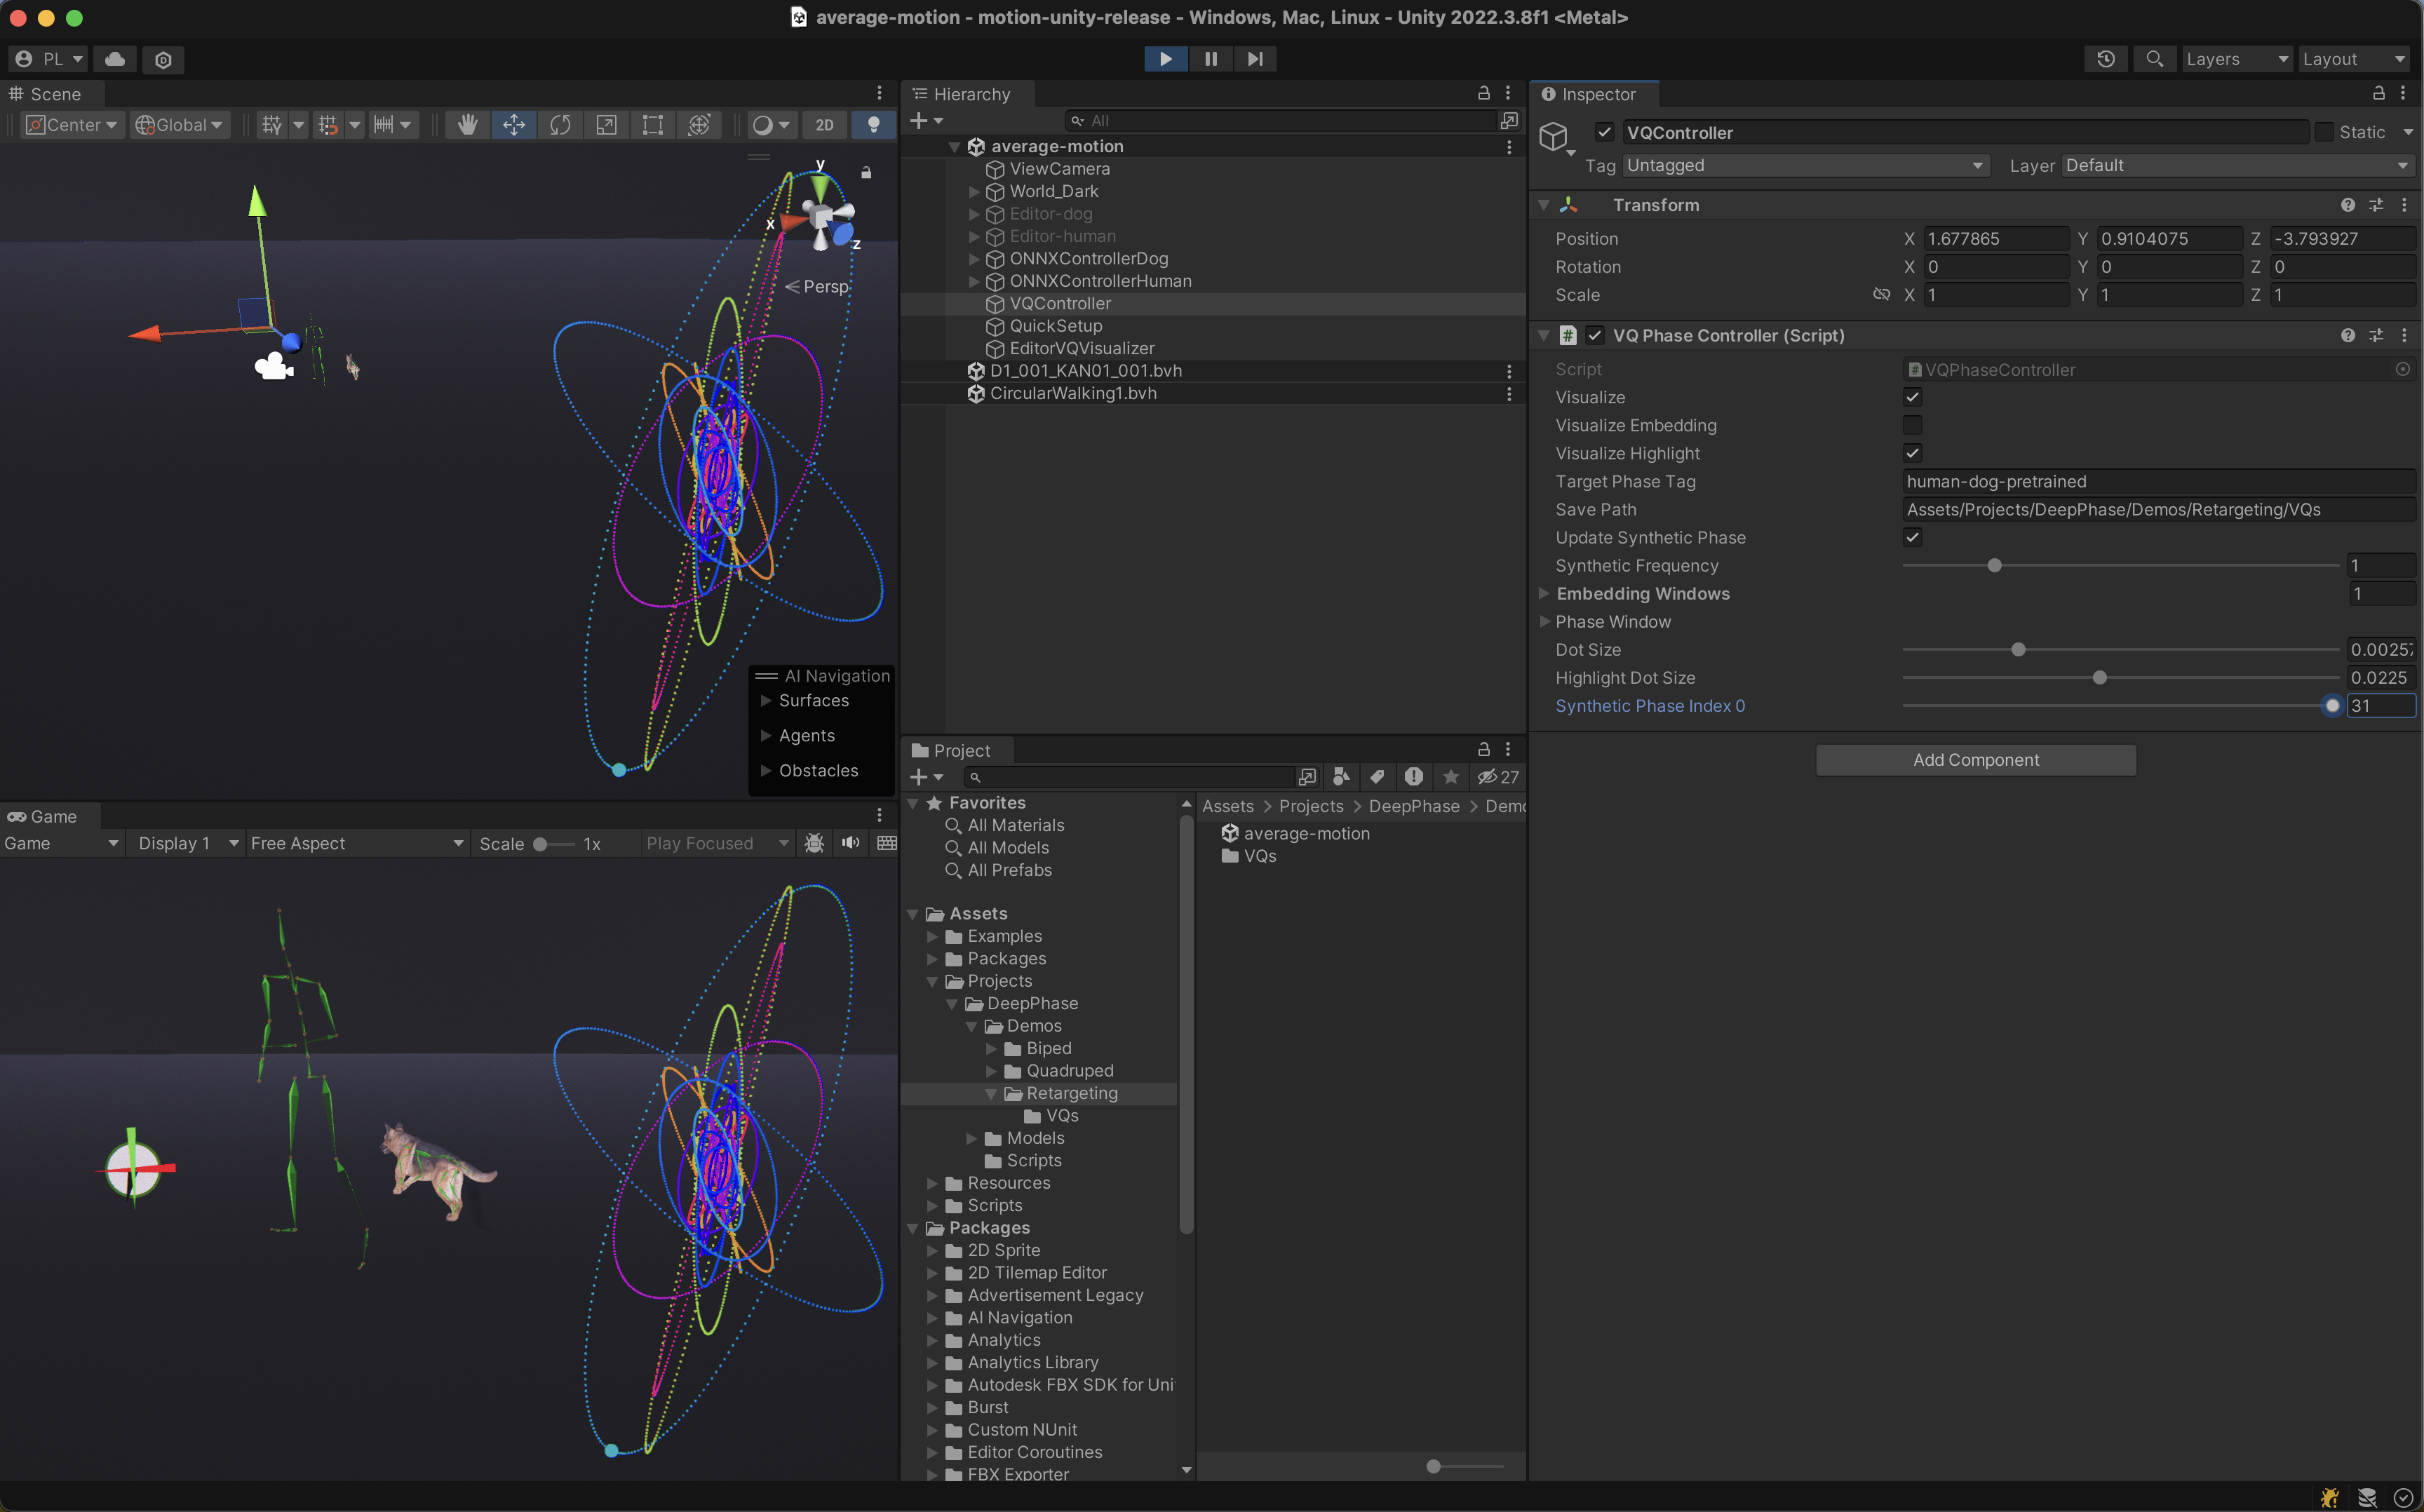 average-motion - motion-unity-release - Windows, Mac, Linux - Unity 2022.3.8f1 <Metal>
PL
Layers
Layout
Scene
Center
Global
2D
y
x
z
Persp
AI Navigation
Surfaces
Agents
Obstacles
Game
Game
Display 1
Free Aspect
Scale
1x
Play Focused
Hierarchy
All
average-motion
ViewCamera
World_Dark
Editor-dog
Editor-human
ONNXControllerDog
ONNXControllerHuman
VQController
QuickSetup
EditorVQVisualizer
D1_001_KAN01_001.bvh
CircularWalking1.bvh
Project
27
Favorites
All Materials
All Models
All Prefabs
Assets
Examples
Packages
Projects
DeepPhase
Demos
Biped
Quadruped
Retargeting
VQs
Models
Scripts
Resources
Scripts
Packages
2D Sprite
2D Tilemap Editor
Advertisement Legacy
AI Navigation
Analytics
Analytics Library
Autodesk FBX SDK for Uni
Burst
Custom NUnit
Editor Coroutines
FBX Exporter
Assets > Projects > DeepPhase > Demo
average-motion
VQs
Inspector
VQController
Static
Tag Untagged Layer Default
Transform
Position X 1.677865 Y 0.9104075 Z -3.793927
Rotation X 0 Y 0 Z 0
Scale X 1 Y 1 Z 1
# VQ Phase Controller (Script)
Script # VQPhaseController
Visualize
Visualize Embedding
Visualize Highlight
Target Phase Tag human-dog-pretrained
Save Path Assets/Projects/DeepPhase/Demos/Retargeting/VQs
Update Synthetic Phase
Synthetic Frequency 1
Embedding Windows 1
Phase Window
Dot Size 0.00257
Highlight Dot Size 0.0225
Synthetic Phase Index 0 31
Add Component